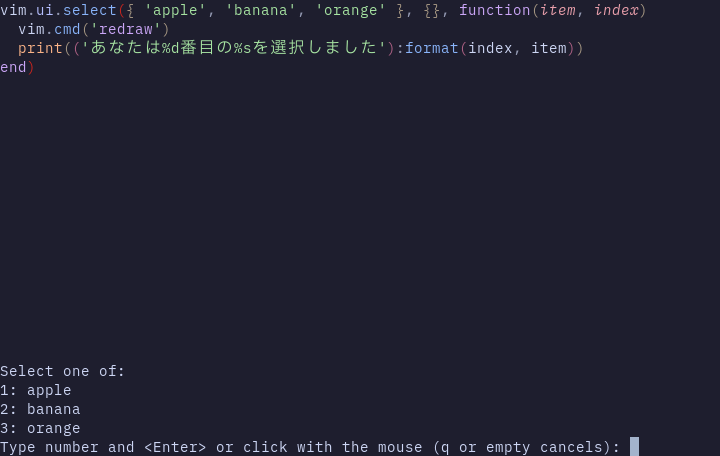 vim.ui.select({ 'apple', 'banana', 'orange' }, {}, function(item, index)
  vim.cmd('redraw')
  print(('あなたは%d番目の%sを選択しました'):format(index, item))
end)
Select one of:
1: apple
2: banana
3: orange
Type number and <Enter> or click with the mouse (q or empty cancels):